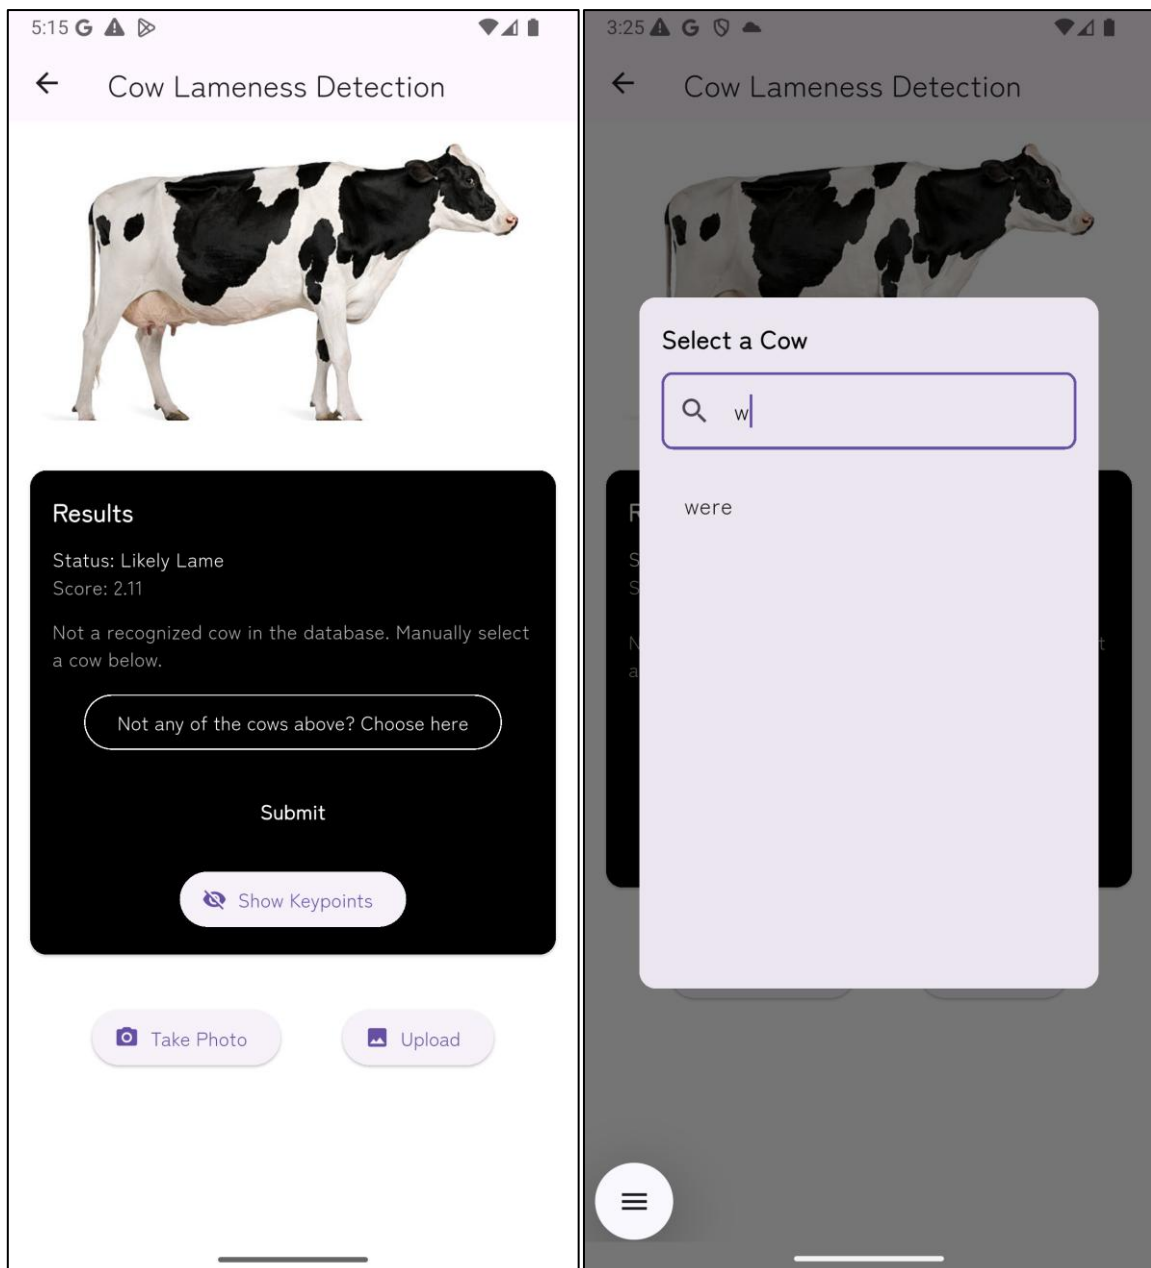 5:15
Cow Lameness Detection
Results
Status: Likely Lame
Score: 2.11
Not a recognized cow in the database. Manually select
a cow below.
Not any of the cows above? Choose here
Submit
Show Keypoints
Take Photo
Upload
3:25
Cow Lameness Detection
Select a Cow
w
were
R
S
S
N
t
a